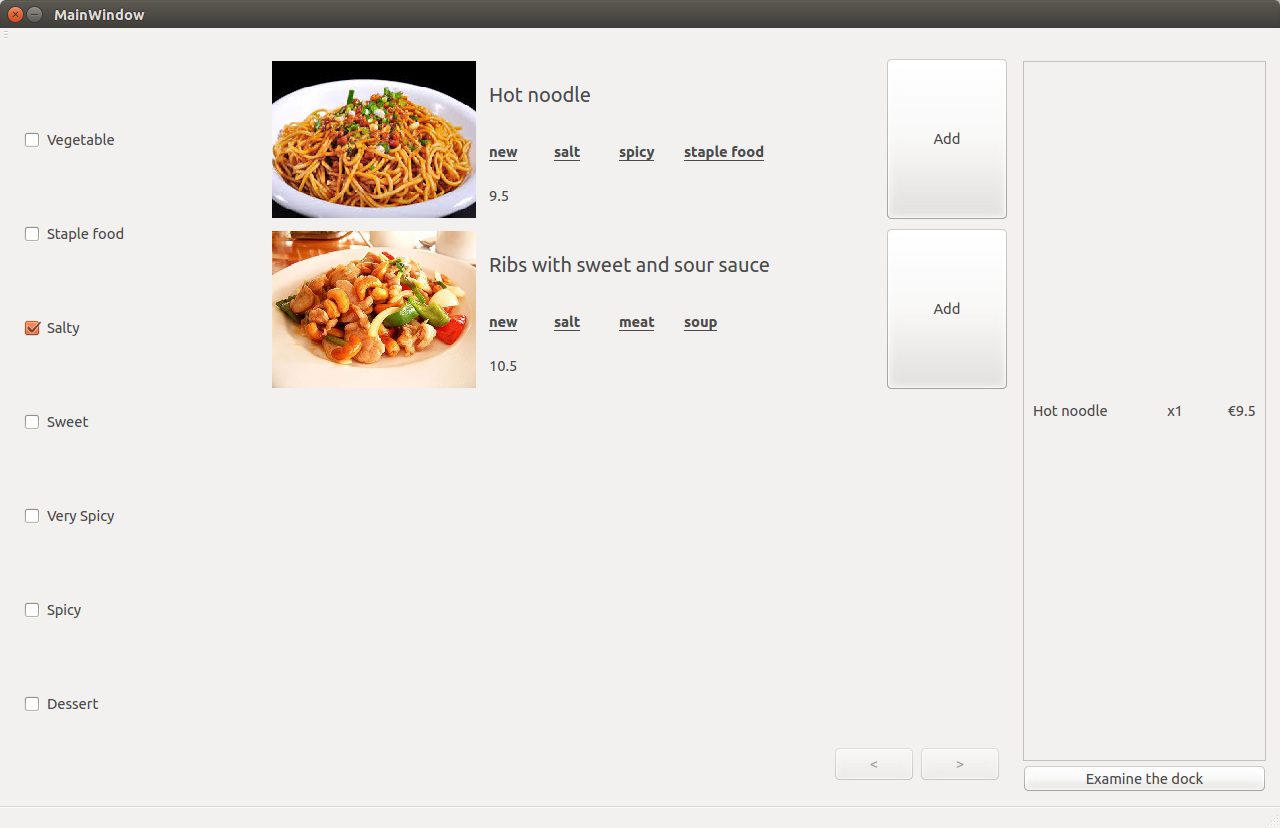 MainWindow
Vegetable
Staple food
Salty
Sweet
Very Spicy
Spicy
Dessert
Hot noodle
new salt spicy staple food
9.5
Add
Ribs with sweet and sour sauce
new salt meat soup
10.5
Add
< >
Hot noodle x1 €9.5
Examine the dock